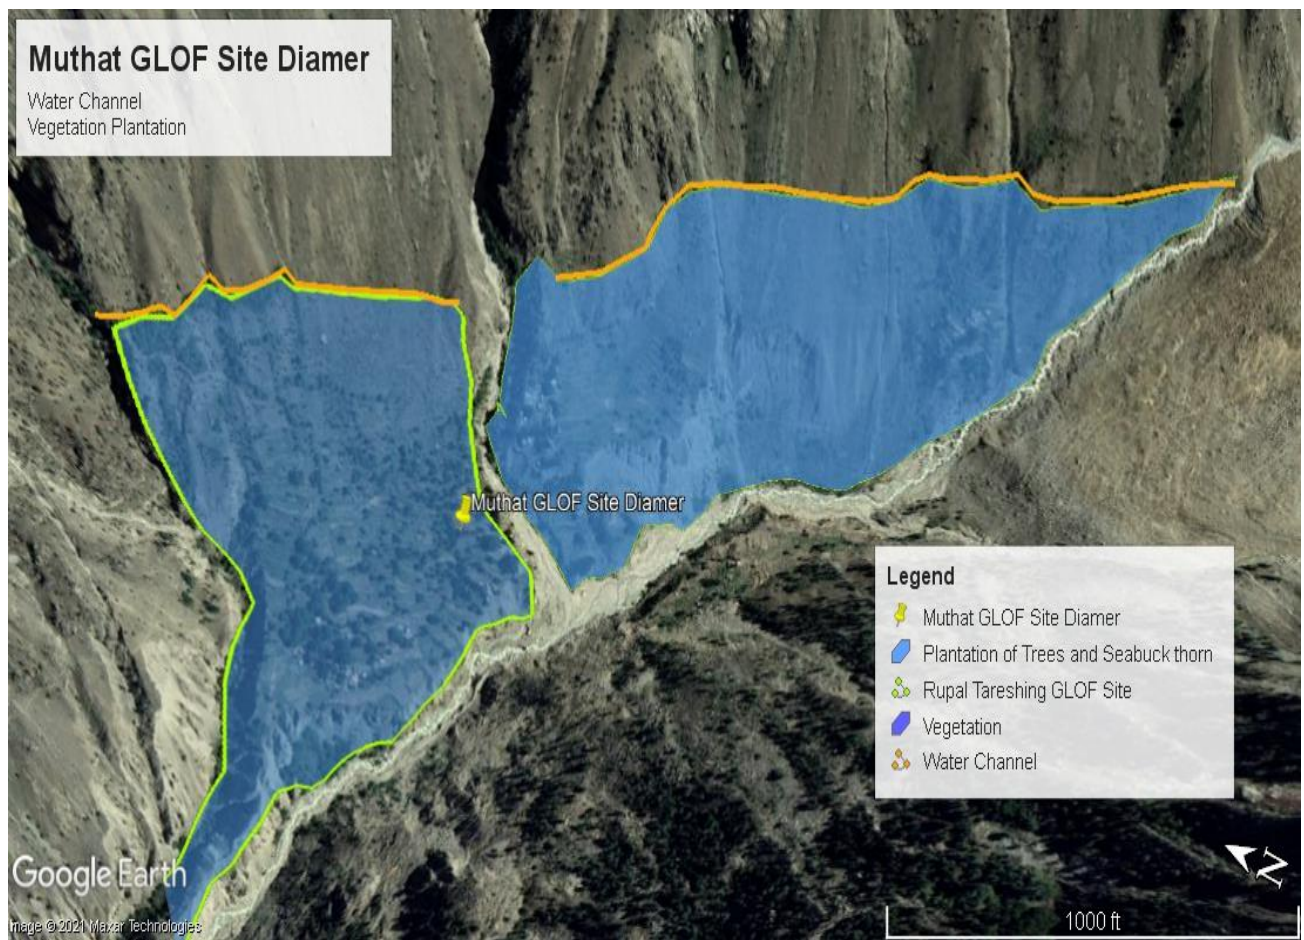 Muthat GLOF Site Diamer
Water Channel
Vegetation Plantation
Muthat GLOF Site Diamer
Legend
Muthat GLOF Site Diamer
Plantation of Trees and Seabuck thorn
Rupal Tareshing GLOF Site
Vegetation
Water Channel
N
Google Earth
Image © 2021 Maxar Technologies
1000 ft